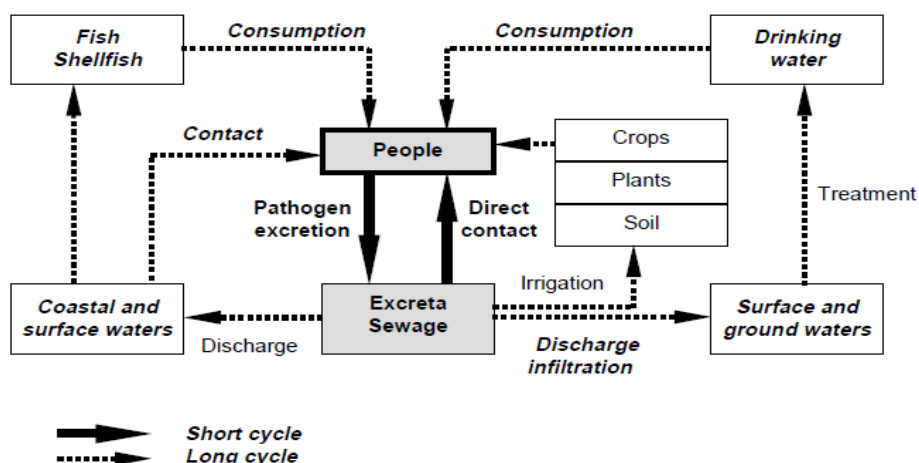 Fish
Shellfish
Consumption
Consumption
Drinking
water
Contact
People
Crops
Plants
Soil
Pathogen
excretion
Direct
contact
Treatment
Irrigation
Coastal and
surface waters
Excreta
Sewage
Surface and
ground waters
Discharge
Discharge
infiltration
Short cycle
Long cycle